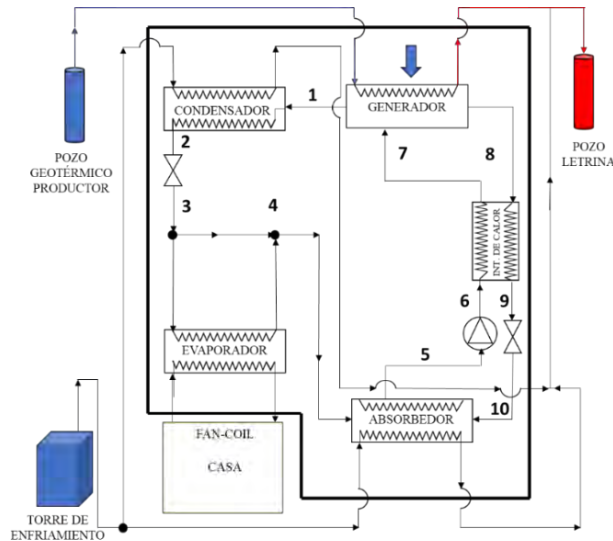 CONDENSADOR
1
GENERADOR
POZO
GEOTÉRMICO
PRODUCTOR
POZO
LETRINA
2
7
8
3
4
INT. DE CALOR
6
9
EVAPORADOR
5
10
ABSORBEDOR
FAN-COIL
CASA
TORRE DE
ENFRIAMIENTO